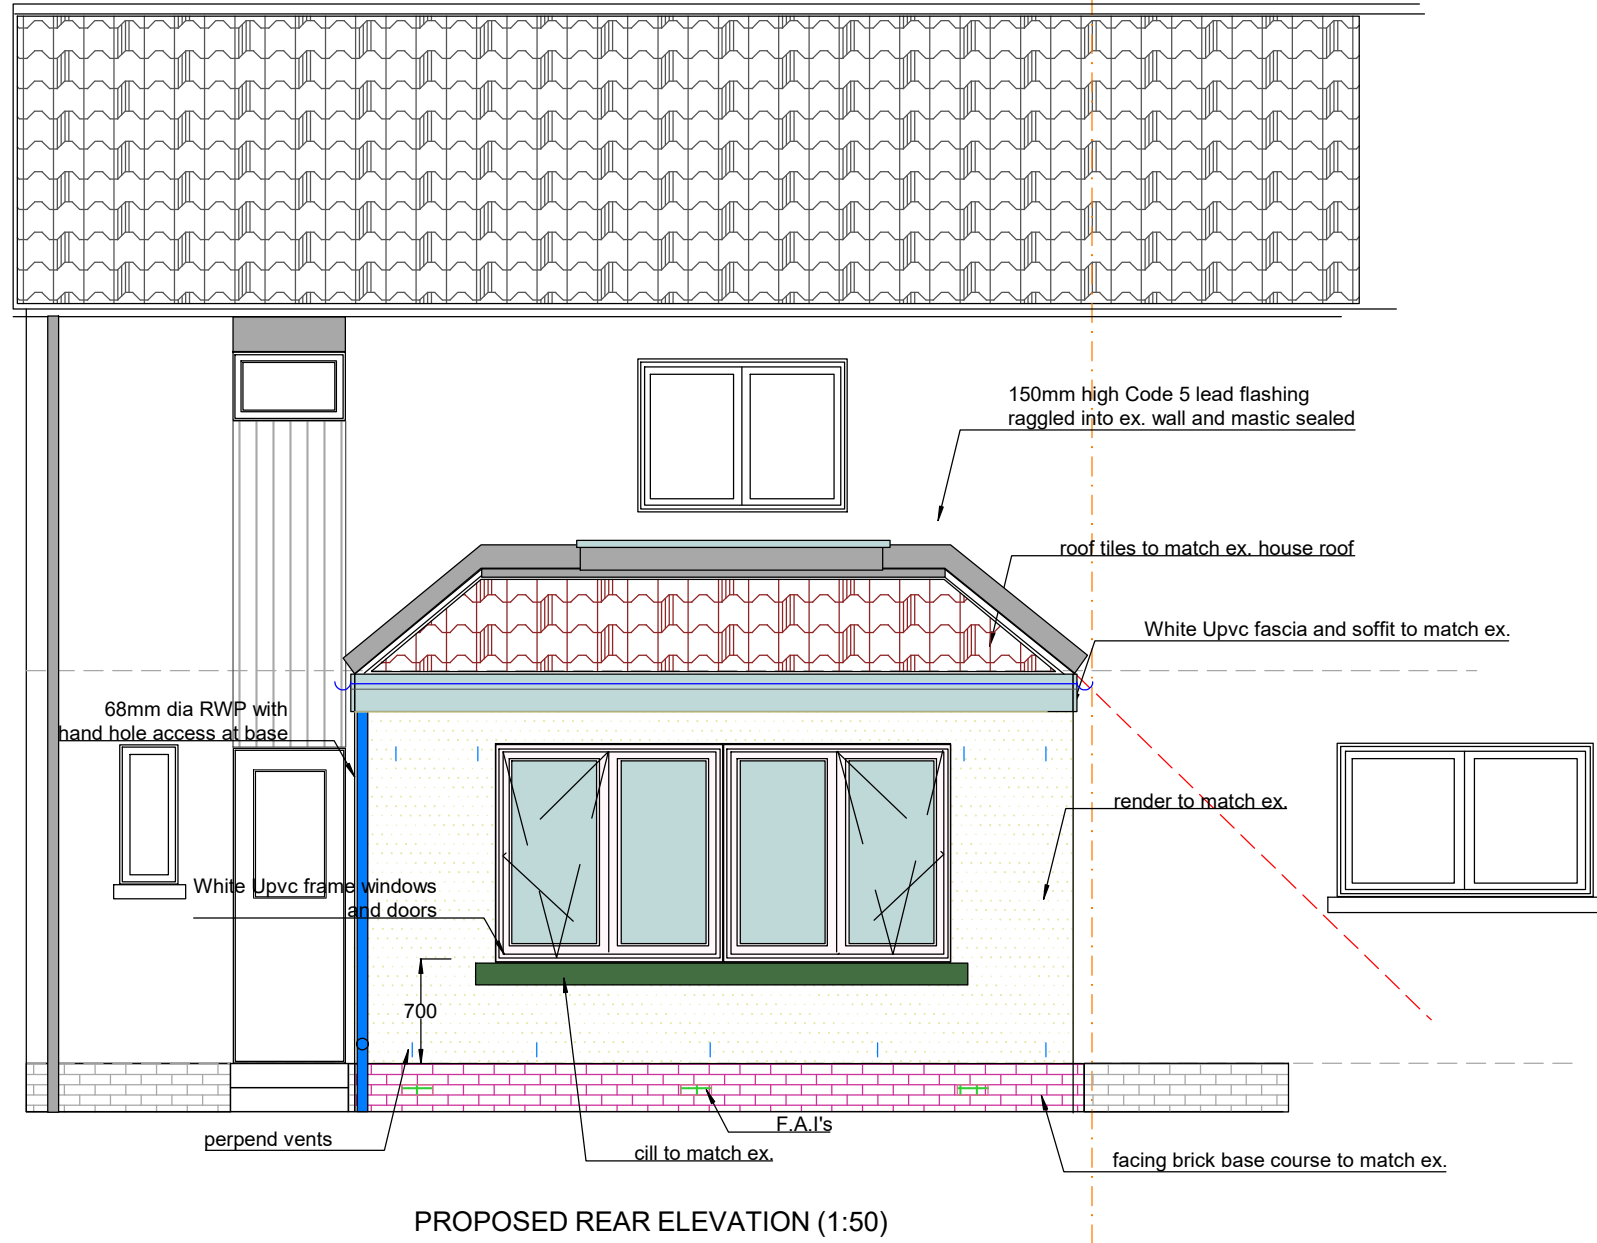 150mm high Code 5 lead flashing
raggled into ex. wall and mastic sealed
roof tiles to match ex. house roof
White Upvc fascia and soffit to match ex.
68mm dia RWP with
hand hole access at base
render to match ex.
White Upvc frame windows
and doors
700
F.A.I's
perpend vents
cill to match ex.
facing brick base course to match ex.
PROPOSED REAR ELEVATION (1:50)